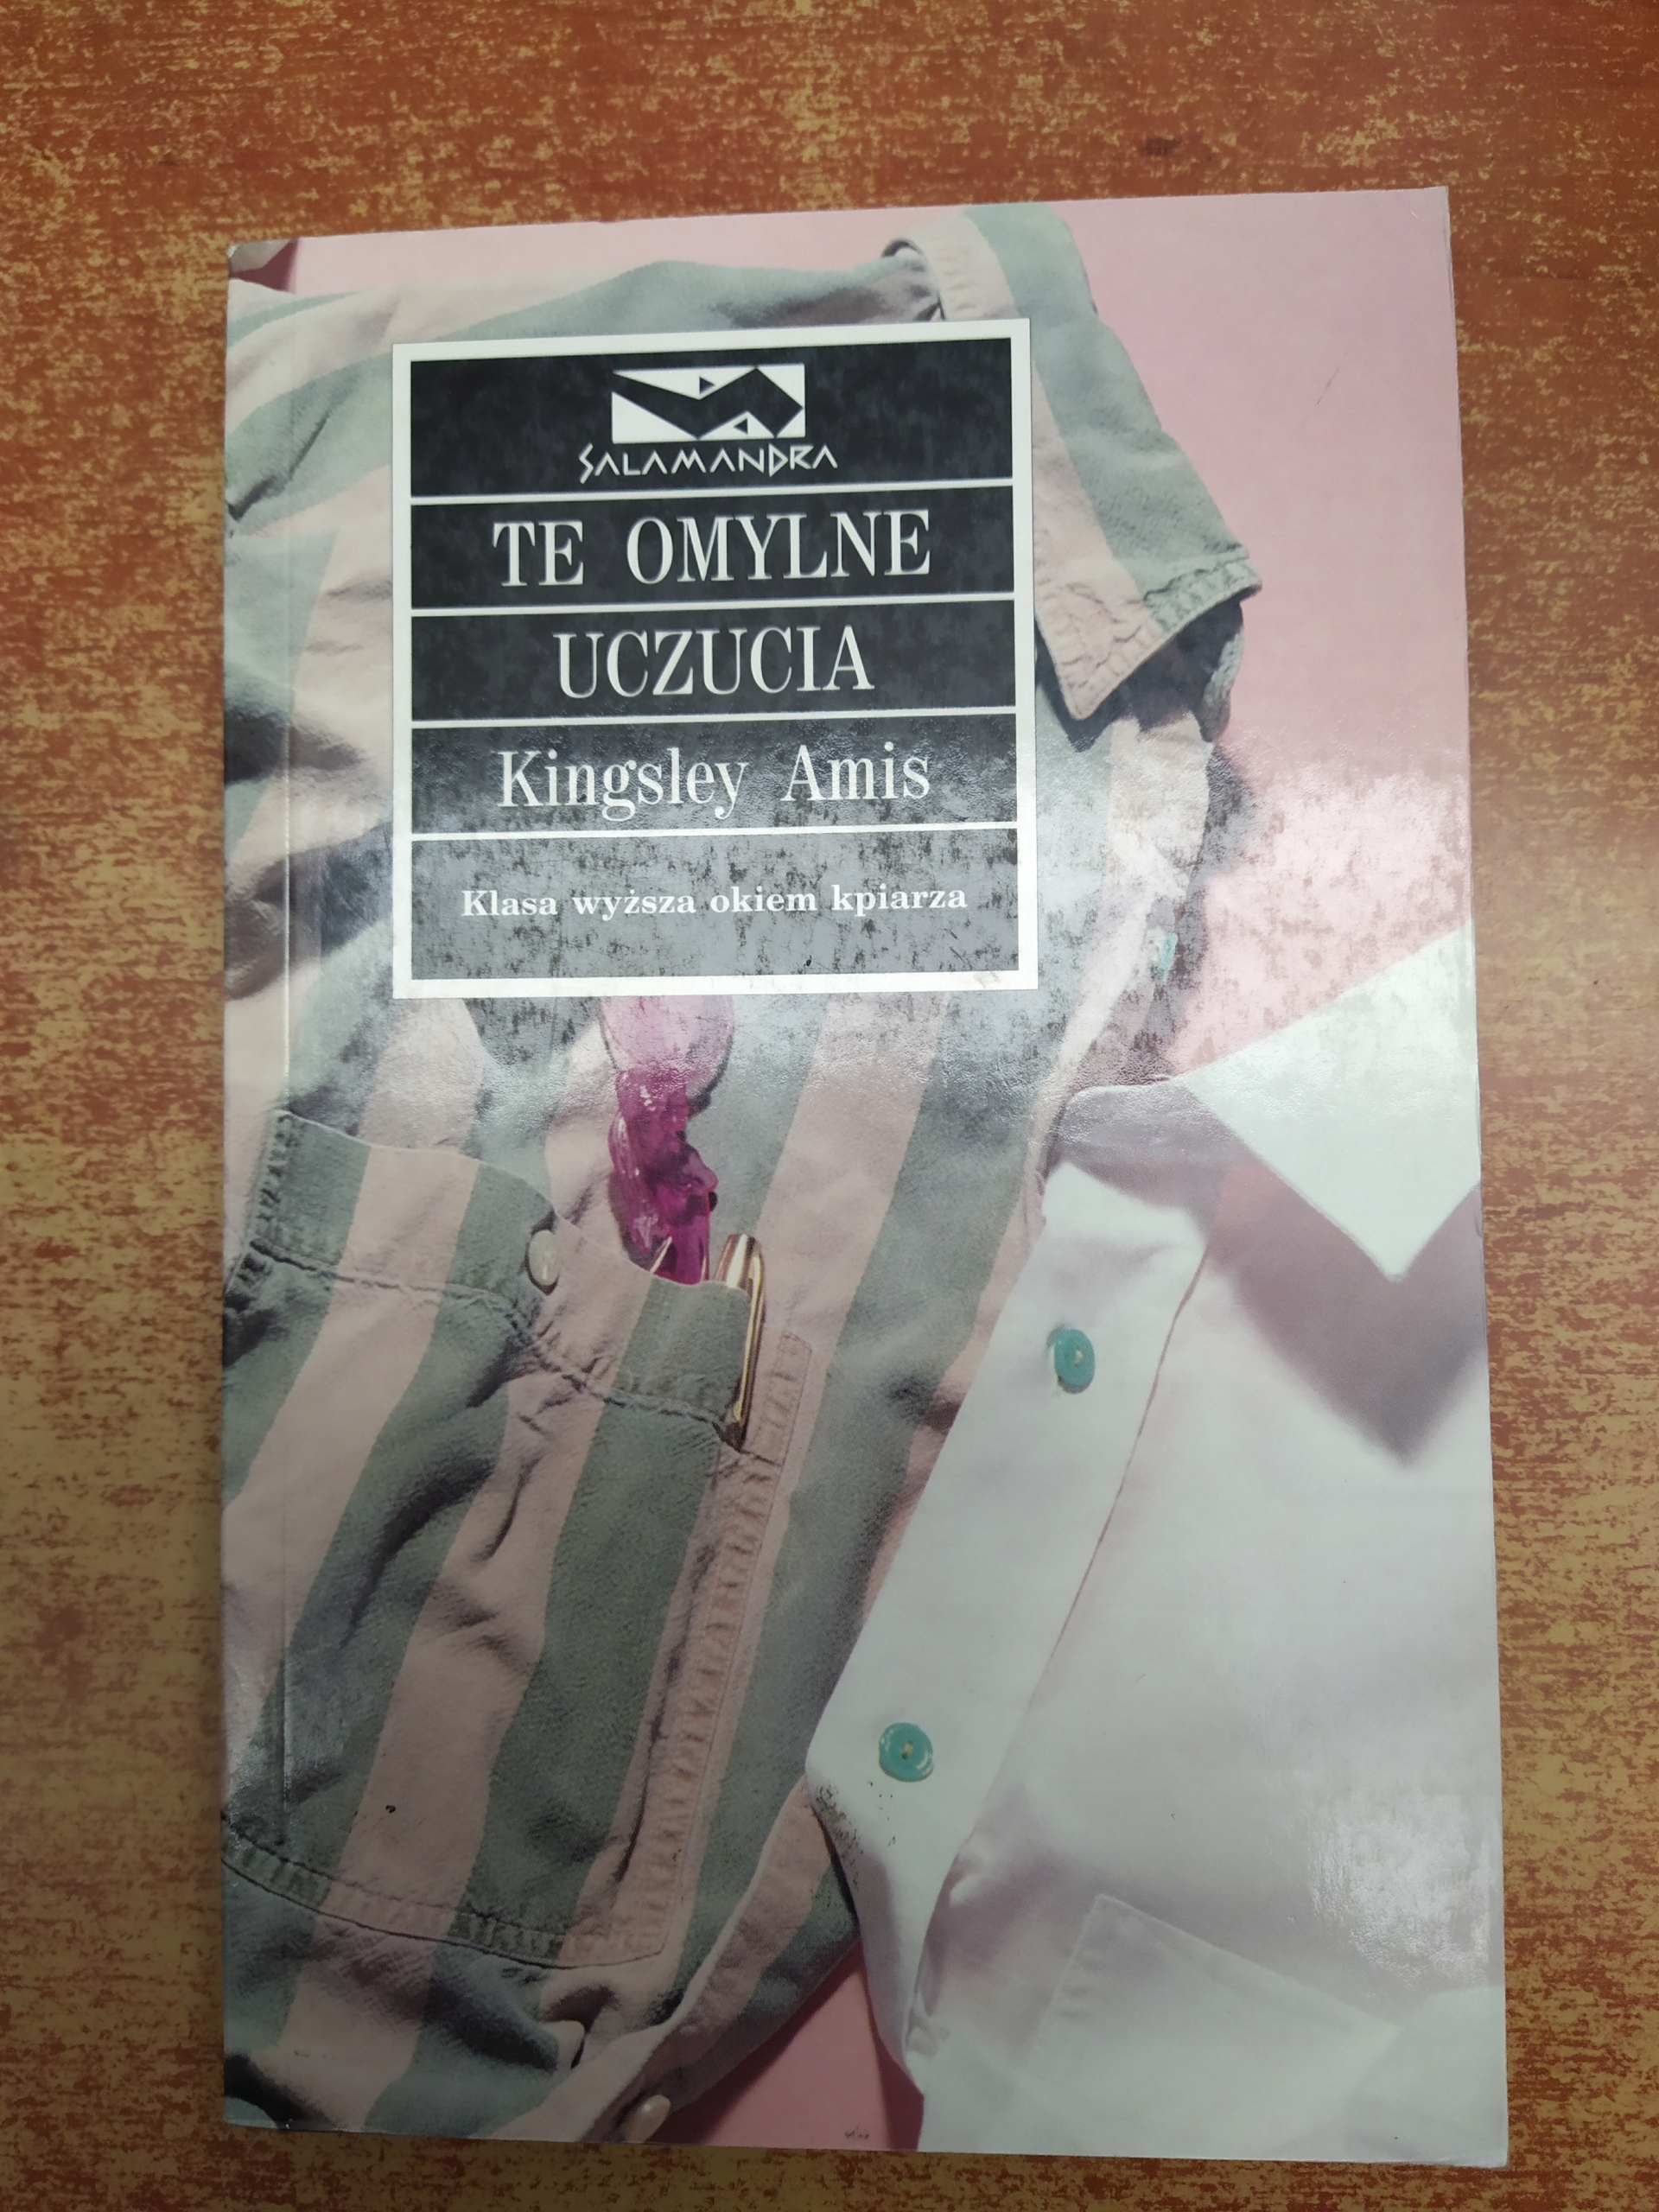 SALAMANDRA
TE OMYLNE
UCZUCIA
Kingsley Amis
Klasa wyższa okiem kpiarza